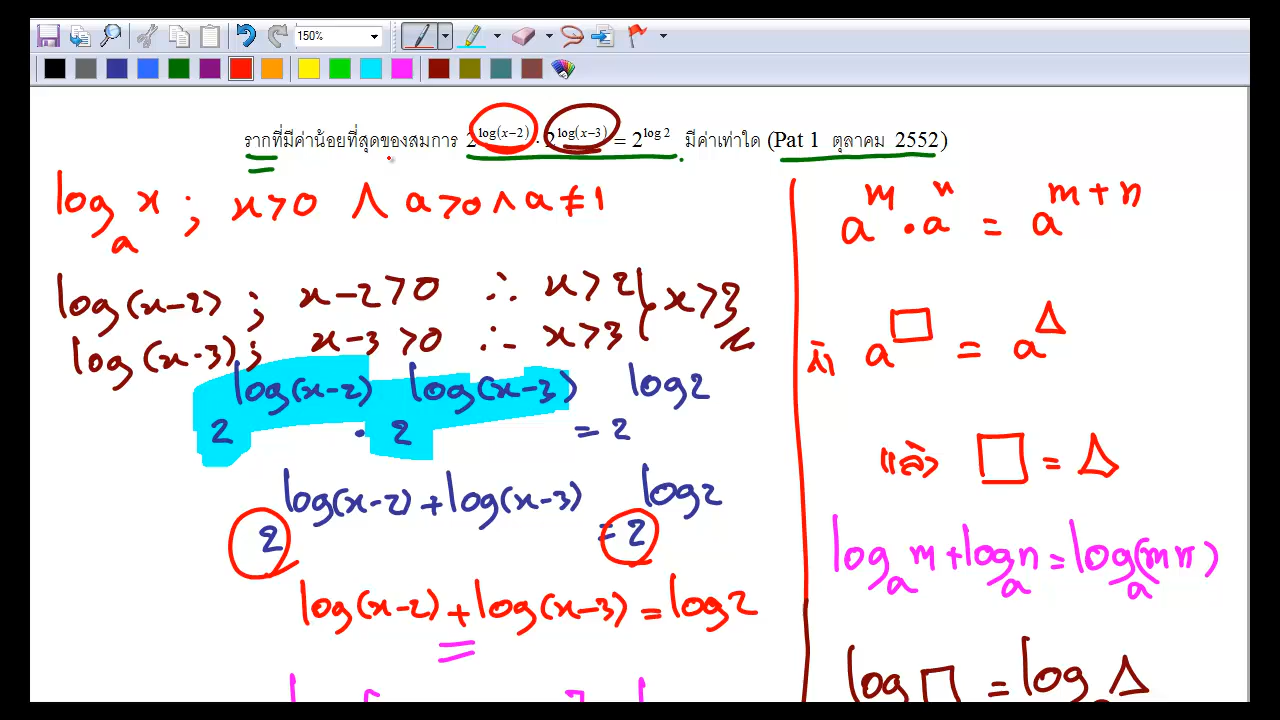 150%
รากที่มีค่าน้อยที่สุดของสมการ 2^log(x−2) · 2^log(x−3) = 2^log 2 มีค่าเท่าใด (Pat 1 ตุลาคม 2552)
log_a x ; x>0 ∧ a>0 ∧ a≠1
log(x−2) ; x−2>0 ∴ x>2
log(x−3) ; x−3>0 ∴ x>3
x>3
2^log(x−2) · 2^log(x−3) = 2^log2
2^log(x−2)+log(x−3) = 2^log2
log(x−2)+log(x−3) = log2
a^m · a^n = a^m+n
ถ้า a^□ = a^△
แล้ว □ = △
log_a m + log_a n = log_a (mn)
log □ = log △